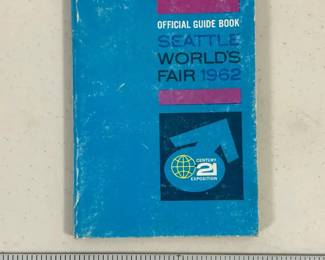 OFFICIAL GUIDE BOOK
SEATTLE
WORLD'S
FAIR 1962
CENTURY
21
EXPOSITION